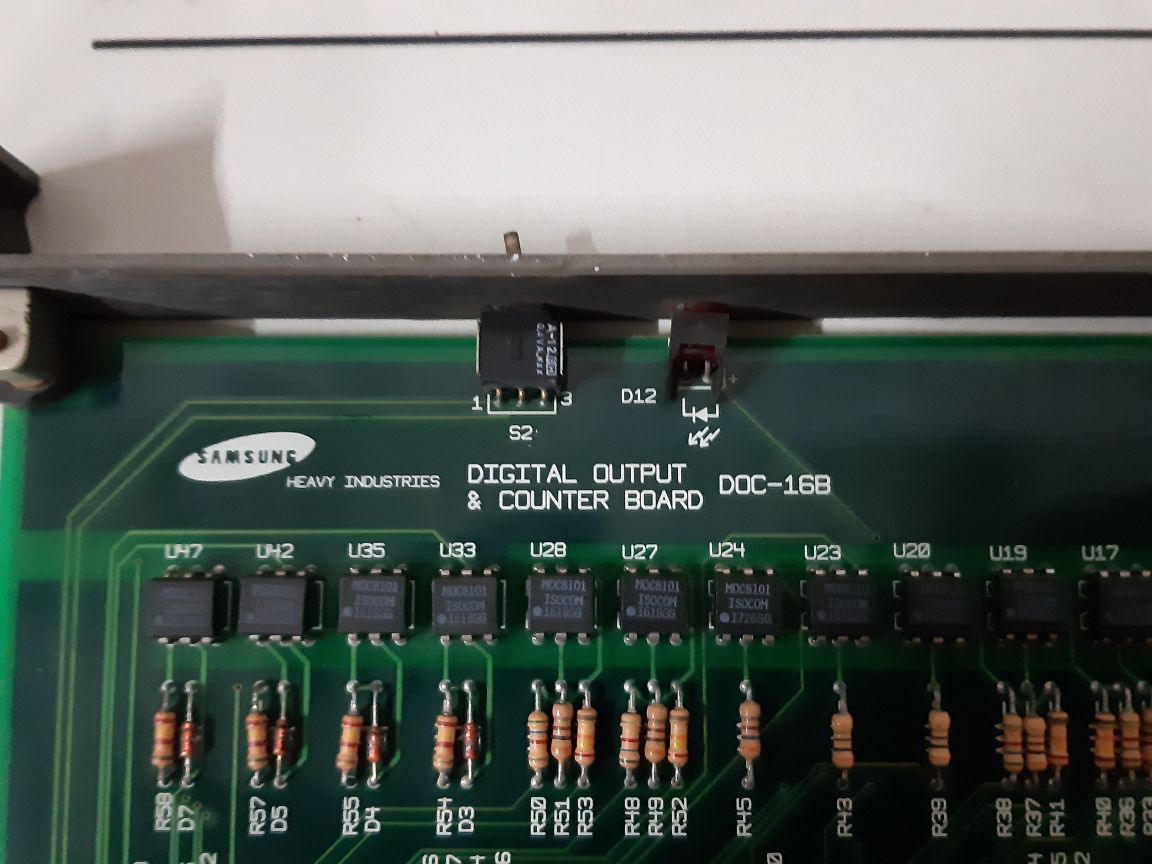 1 3
S2
D12
+
SAMSUNG
HEAVY INDUSTRIES
DIGITAL OUTPUT
& COUNTER BOARD
DOC-16B
U47 U42 U35 U33 U28 U27 U24 U23 U20 U19 U17
MOC8101
ISOCOM
MOC8101
ISOCOM
MOC8101
ISOCOM
1618GG
MOC8101
ISOCOM
1618GG
MOC8101
ISOCOM
1726GG
R58 D7 R57 D5 R55 D4 R54 D3 R50 R51 R53 R48 R49 R52 R45 R43 R39 R38 R37 R41 R40 R36